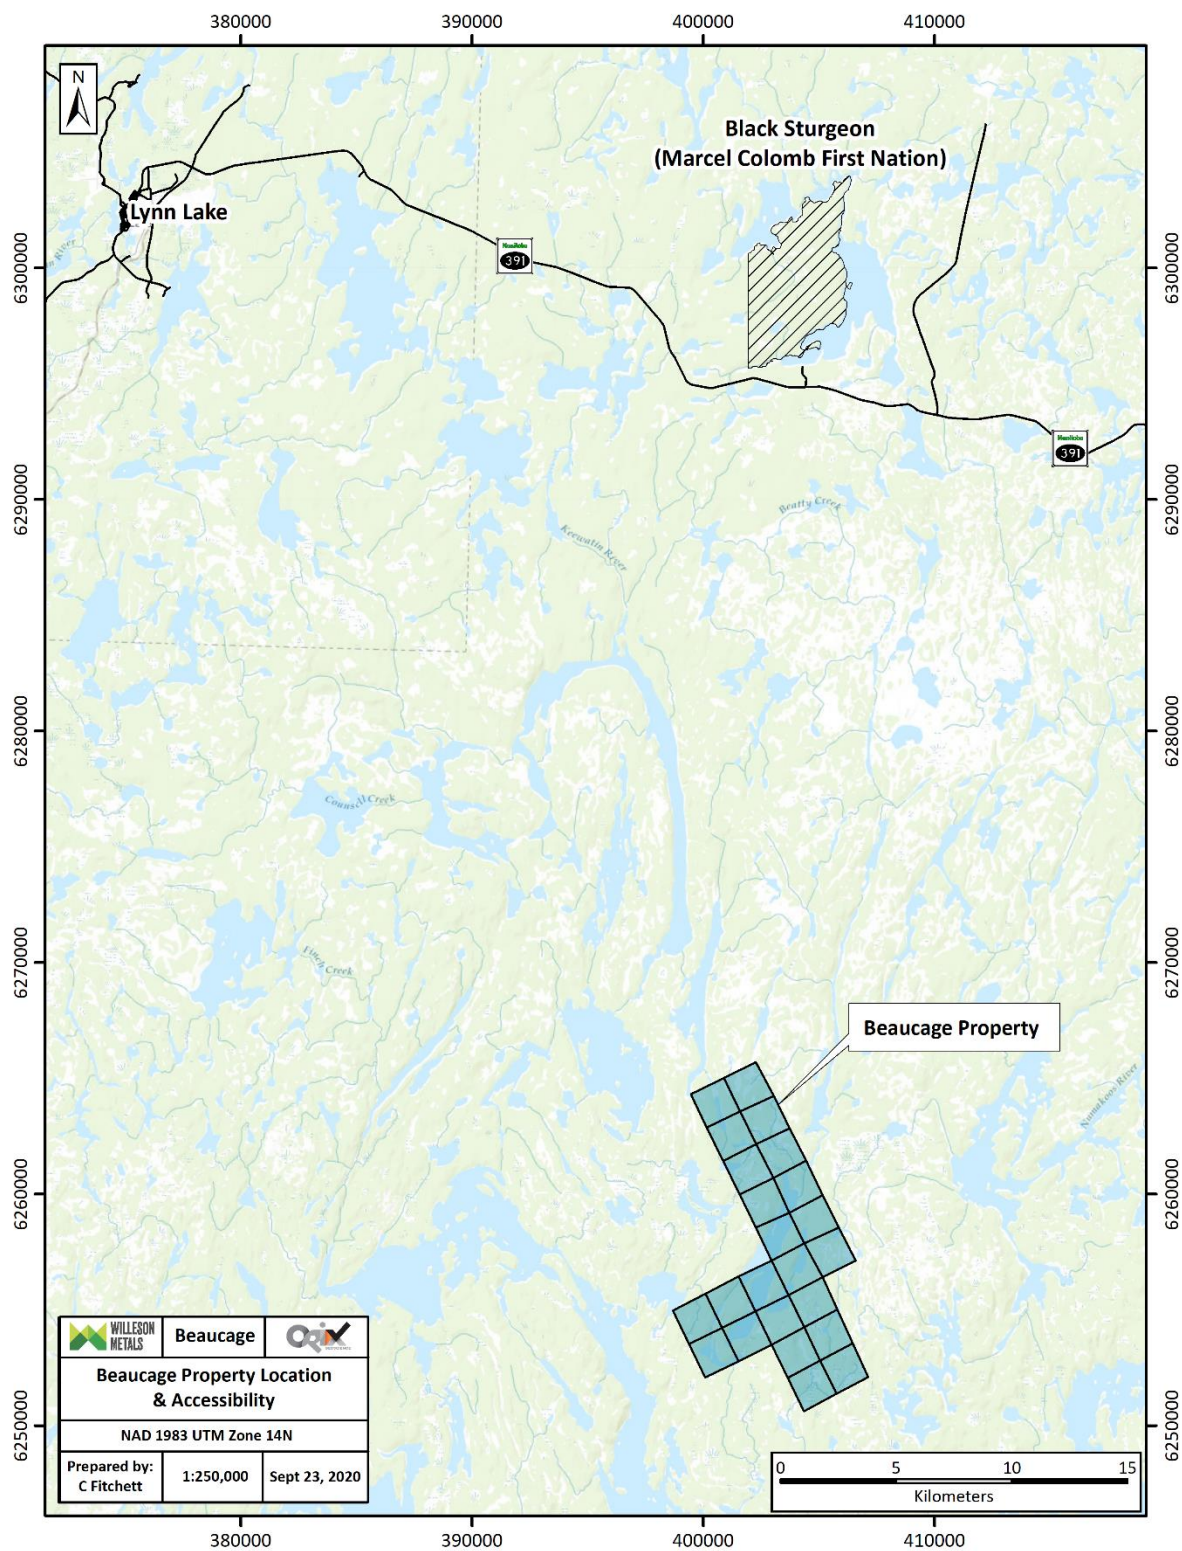 380000
390000
400000
410000
N
Black Sturgeon
(Marcel Colomb First Nation)
Lynn Lake
Manitoba
391
6300000
6300000
Manitoba
391
6290000
6290000
Beatty Creek
Keewatin River
6280000
6280000
Counsell Creek
6270000
6270000
Finch Creek
Beaucage Property
Numakoos River
6260000
6260000
WILLESON
METALS
Beaucage
Beaucage Property Location
& Accessibility
NAD 1983 UTM Zone 14N
Prepared by:
C Fitchett
1:250,000
Sept 23, 2020
6250000
6250000
0 5 10 15
Kilometers
380000
390000
400000
410000